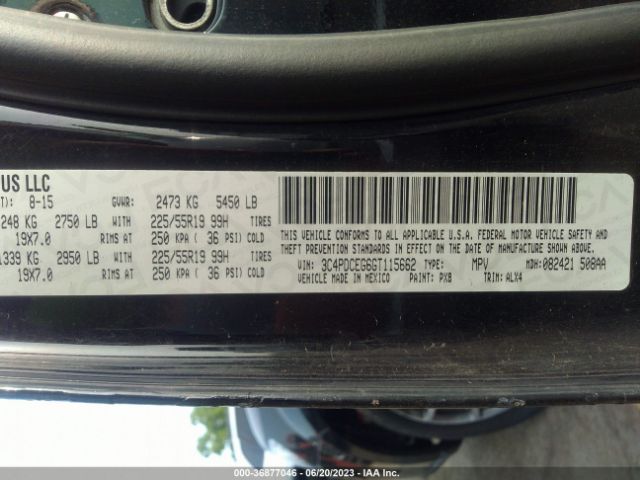 US LLC
T): 8-15 GVWR: 2473 KG 5450 LB
248 KG 2750 LB WITH 225/55R19 99H TIRES
19X7.0 RIMS AT 250 KPA ( 36 PSI) COLD
1339 KG 2950 LB WITH 225/55R19 99H TIRES
19X7.0 RIMS AT 250 KPA ( 36 PSI) COLD
THIS VEHICLE CONFORMS TO ALL APPLICABLE U.S.A. FEDERAL MOTOR VEHICLE SAFETY AND
THEFT PREVENTION STANDARDS IN EFFECT ON THE DATE OF MANUFACTURE SHOWN ABOVE.
VIN: 3C4PDCEG6GT115662 TYPE: MPV MDH: 082421 508AA
VEHICLE MADE IN MEXICO PAINT: PX8 TRIM: ALX4
000-36877046 / 06/20/2023 / IAA Inc.